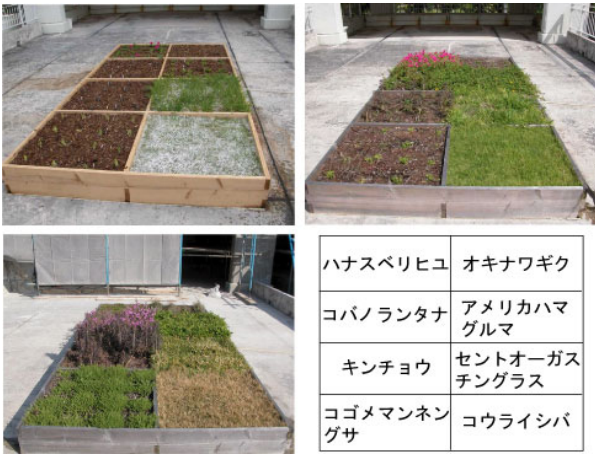 ハナスベリヒユ オキナワギク
コバノランタナ アメリカハマ
グルマ
キンチョウ セントオーガス
チングラス
コゴメマンネン
グサ コウライシバ